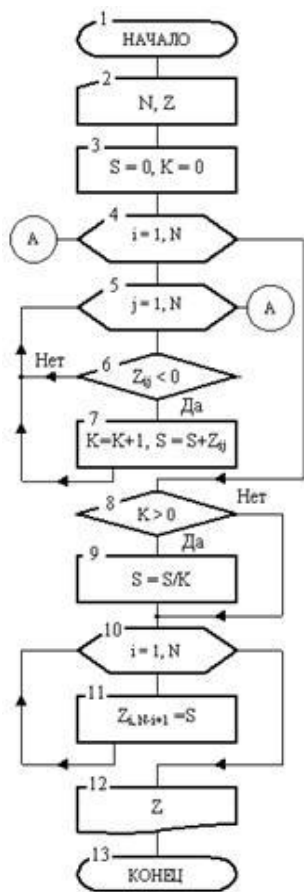 1
НАЧАЛО
2
N, Z
3
S = 0, K = 0
4
A
i = 1, N
5
j = 1, N
A
6
Нет
Zij < 0
Да
7
K=K+1, S = S+Zij
8
Нет
K > 0
Да
9
S = S/K
10
i = 1, N
11
Zi,N-i+1 =S
12
Z
13
КОНЕЦ